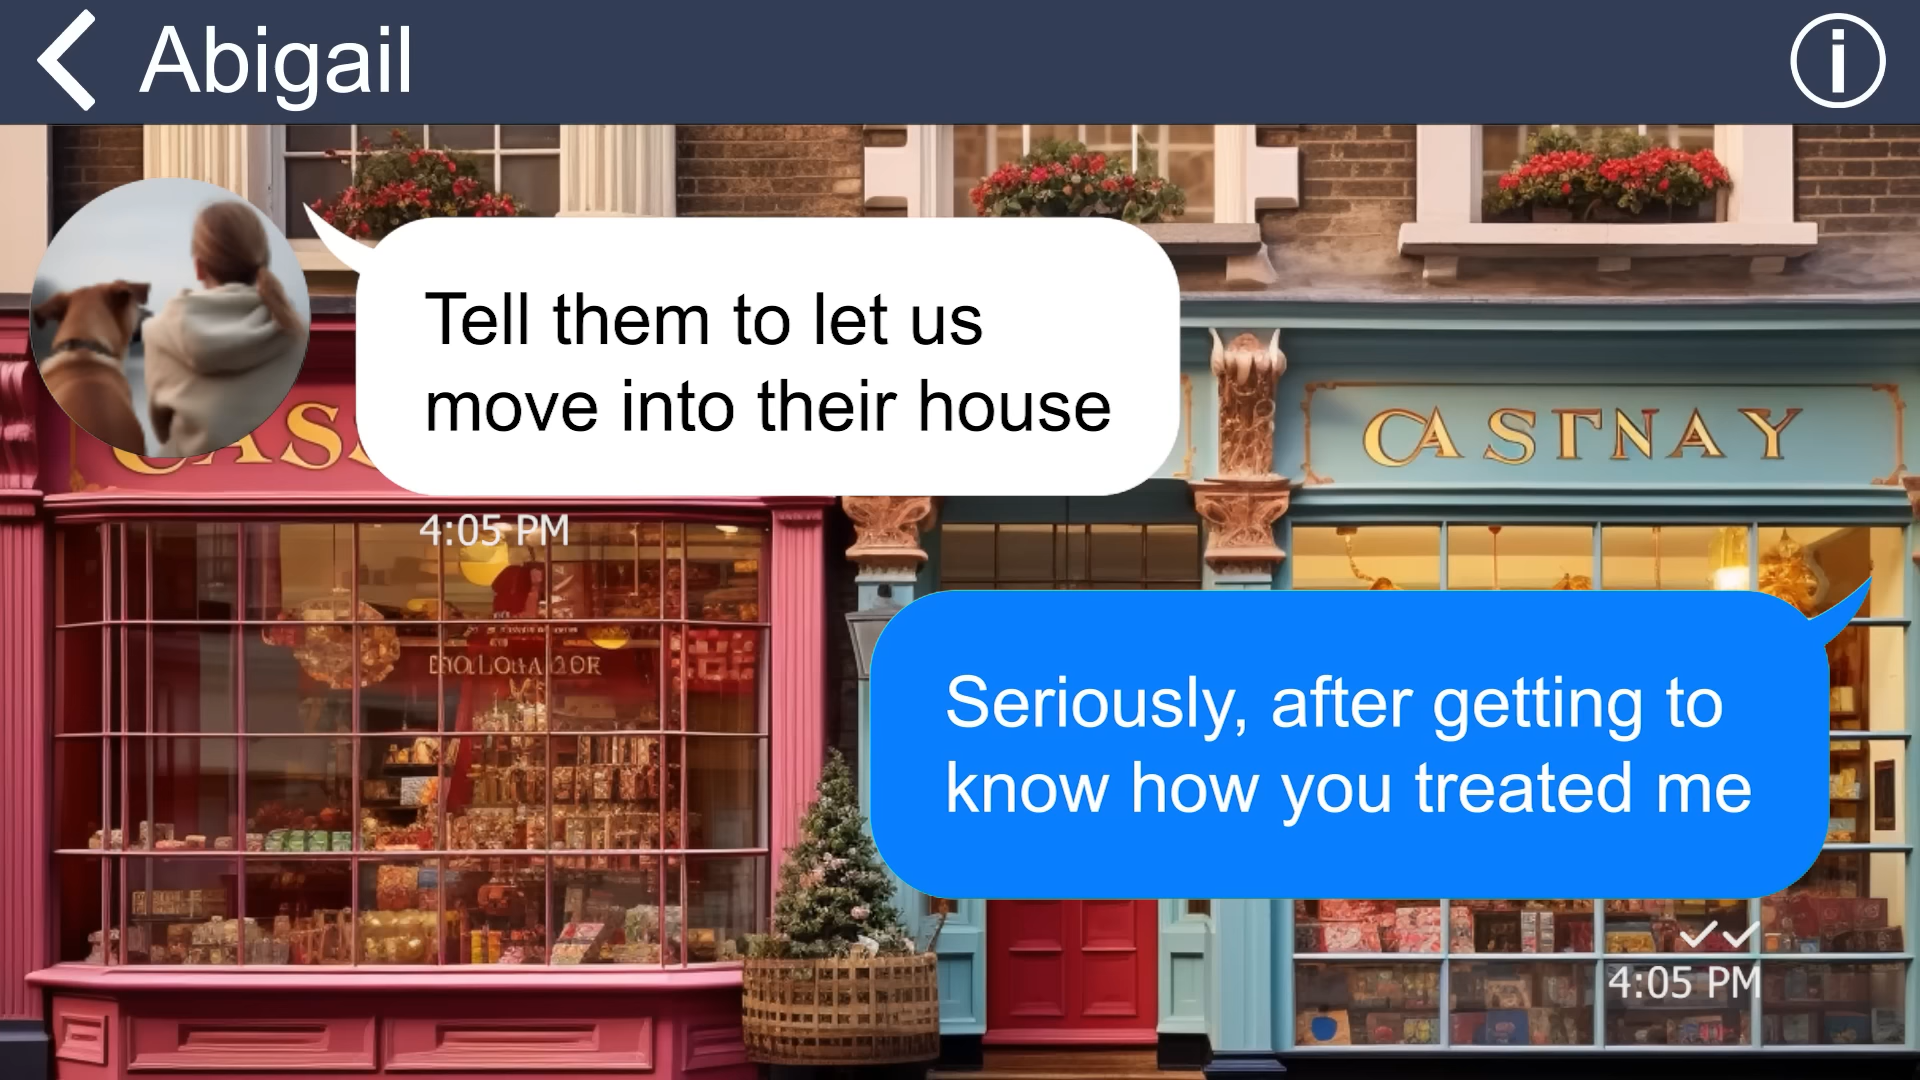 Abigail
Tell them to let us
move into their house
4:05 PM
CASTNAY
Seriously, after getting to
know how you treated me
4:05 PM